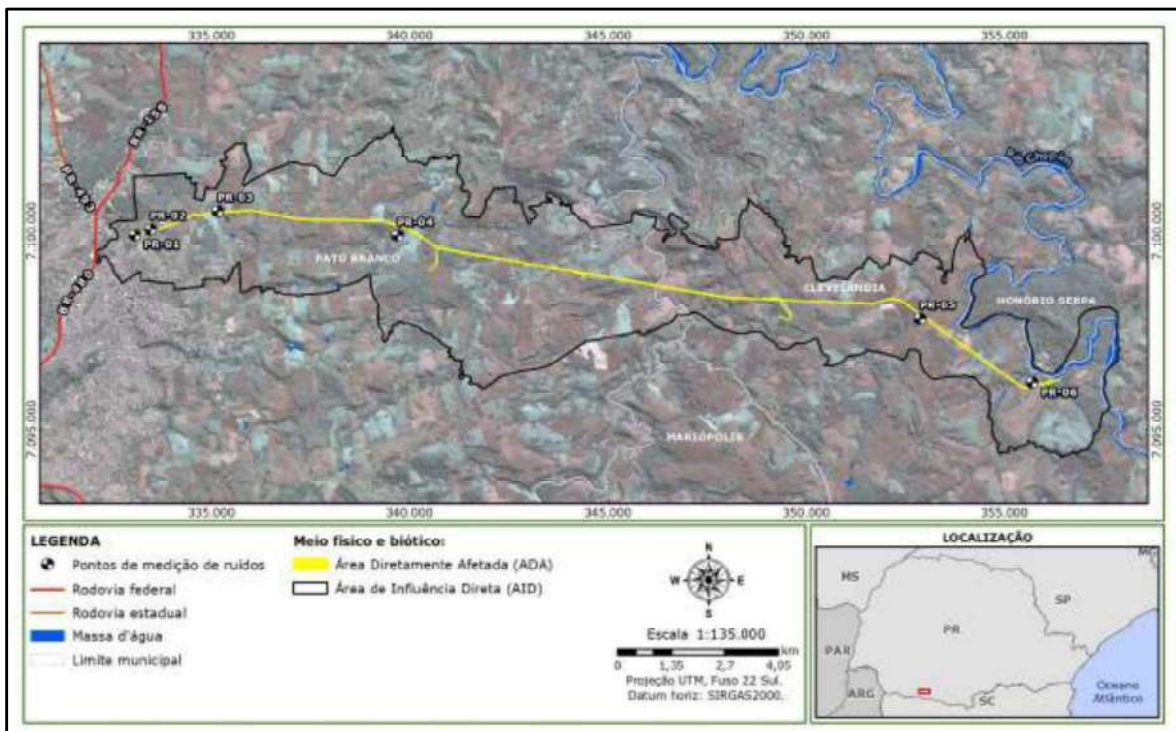 335.000 340.000 345.000 350.000 355.000
7.100.000
7.100.000
PR-03
PR-02
PR-01
PR-04
PATO BRANCO
CLEVELÂNDIA
PR-05
HONÓRIO SERPA
PR-06
7.095.000
7.095.000
MARIÓPOLIS
335.000 340.000 345.000 350.000 355.000
LEGENDA
Pontos de medição de ruídos
Rodovia federal
Rodovia estadual
Massa d'água
Limite municipal
Meio físico e biótico:
Área Diretamente Afetada (ADA)
Área de Influência Direta (AID)
N
W E
S
Escala 1:135.000
km
0 1,35 2,7 4,05
Projeção UTM, Fuso 22 Sul.
Datum horiz: SIRGAS2000.
LOCALIZAÇÃO
MG
MS
SP
PR
PAR
ARG
SC
Oceano
Atlântico